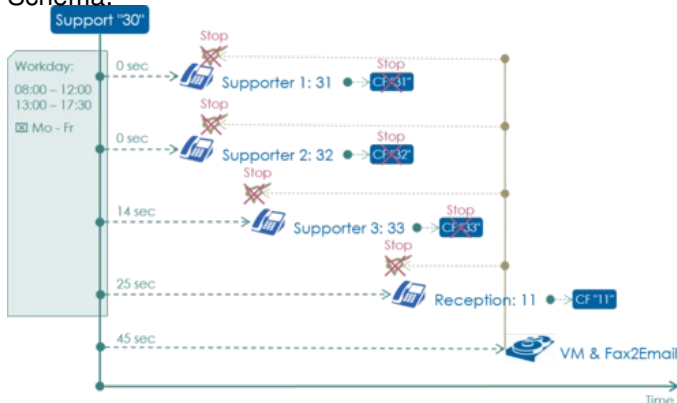 Schema:
Support "30"
Workday:
08:00 – 12:00
13:00 – 17:30
☒ Mo - Fr
Stop
0 sec
Supporter 1: 31
Stop
CF "31"
Stop
0 sec
Supporter 2: 32
Stop
CF "32"
Stop
14 sec
Supporter 3: 33
Stop
CF "33"
Stop
25 sec
Reception: 11
CF "11"
45 sec
VM & Fax2Email
Time